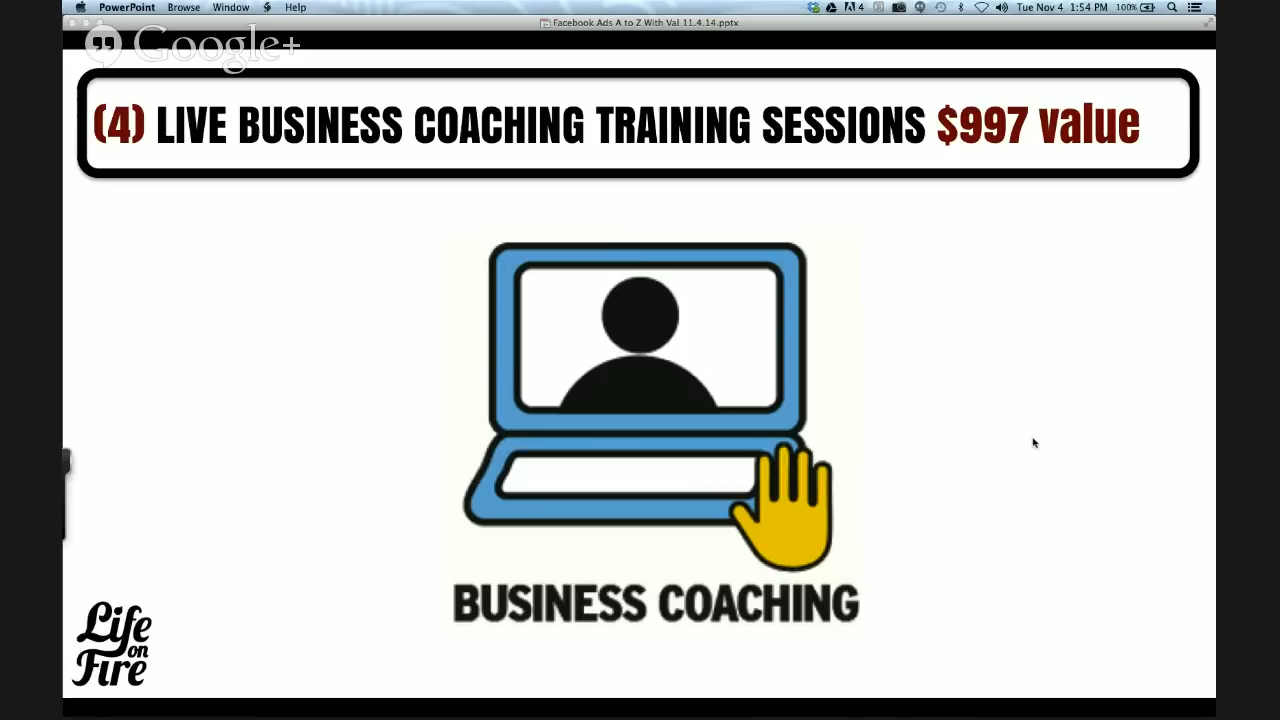 PowerPoint Browse Window Help
4 Tue Nov 4 1:54 PM 100%
Facebook Ads A to Z With Val 11.4.14.pptx
Google+
(4) LIVE BUSINESS COACHING TRAINING SESSIONS $997 value
BUSINESS COACHING
Life
on
Fire